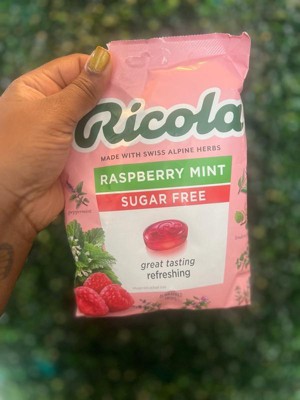 Ricola
MADE WITH SWISS ALPINE HERBS
RASPBERRY MINT
SUGAR FREE
great tasting
refreshing